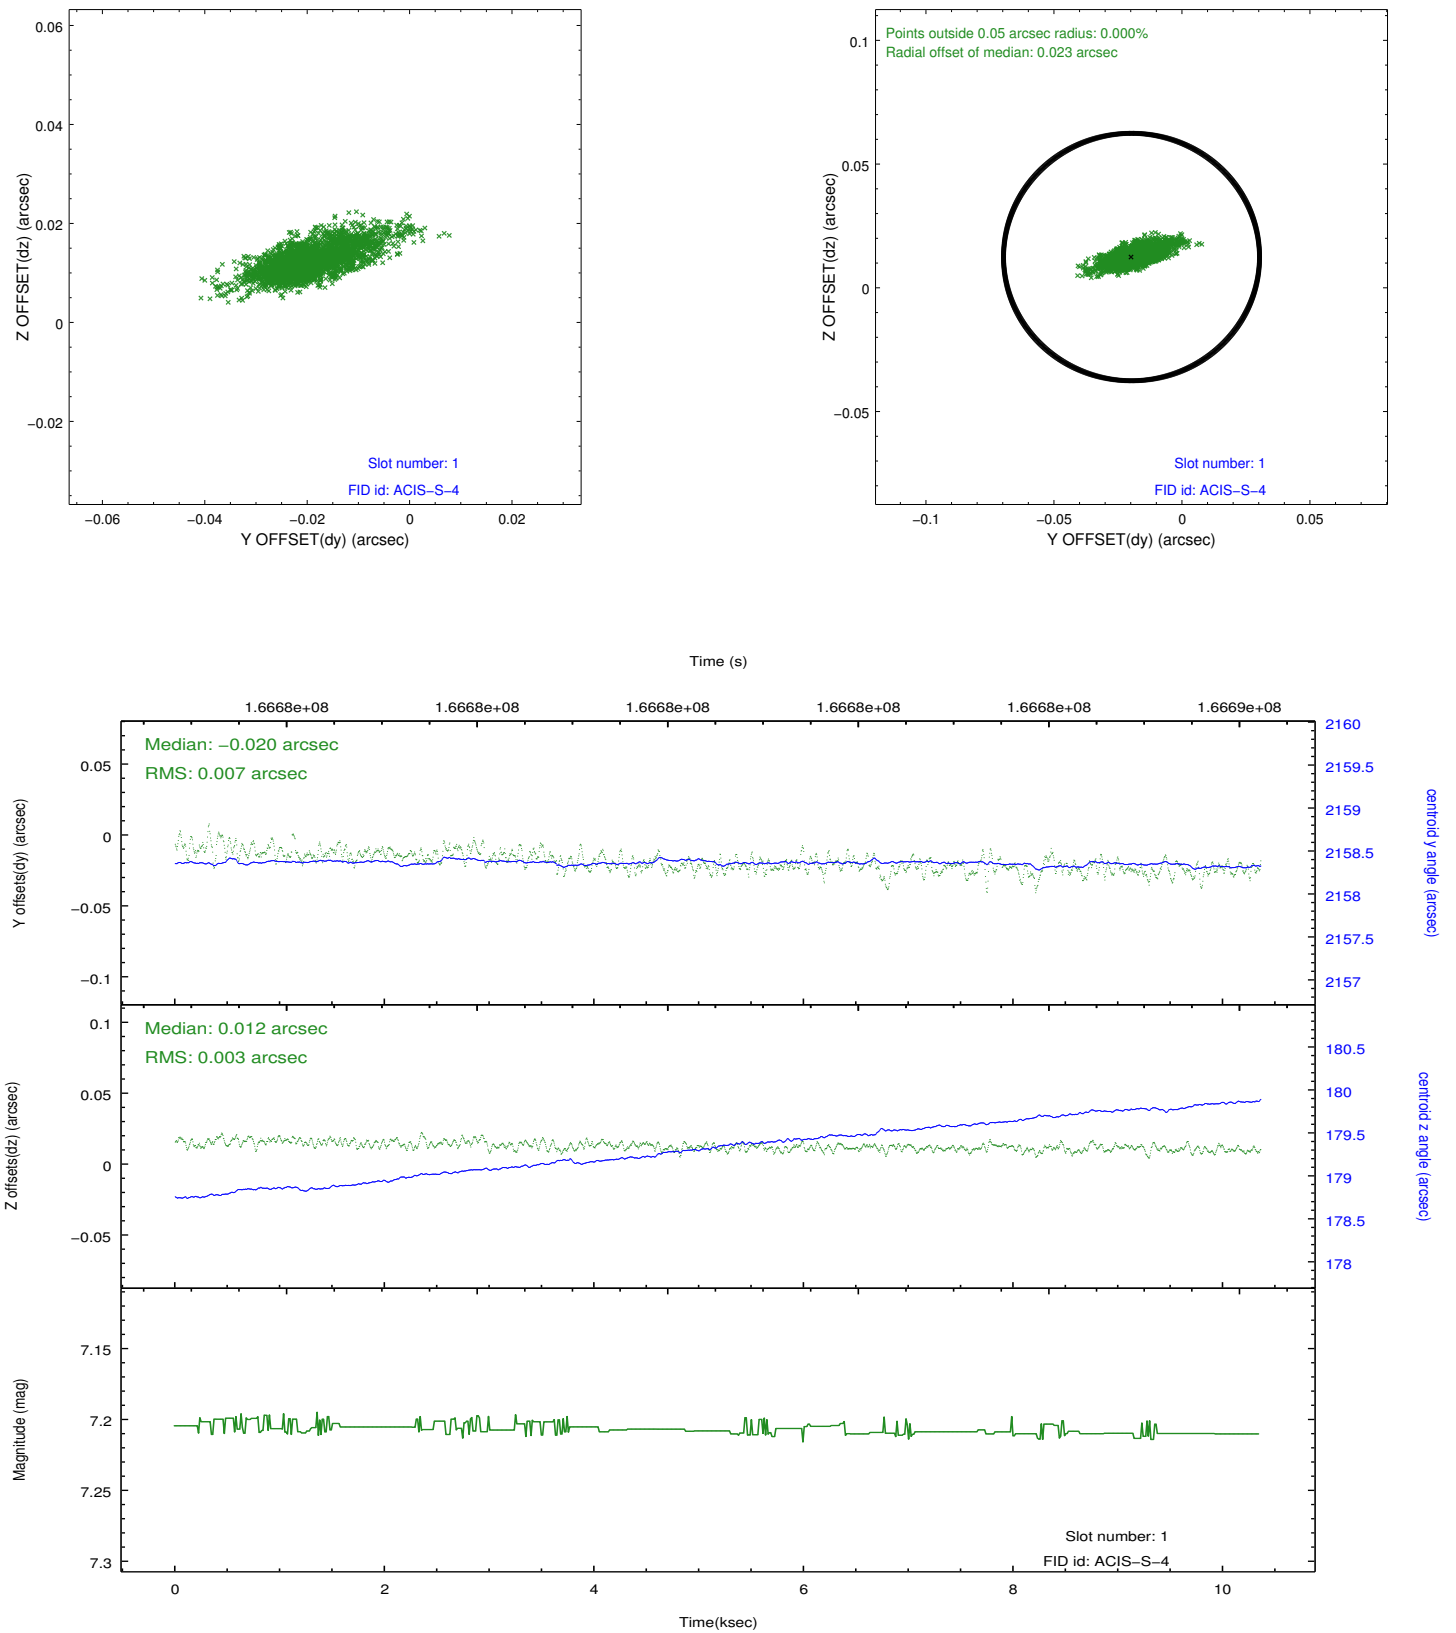 0.06
0.04
0.02
0
−0.02
Z OFFSET(dz) (arcsec)
Slot number: 1
FID id: ACIS−S−4
−0.06
−0.04
−0.02
0
0.02
Y OFFSET(dy) (arcsec)
Points outside 0.05 arcsec radius: 0.000%
Radial offset of median: 0.023 arcsec
0.1
0.05
0
−0.05
Z OFFSET(dz) (arcsec)
Slot number: 1
FID id: ACIS−S−4
−0.1
−0.05
0
0.05
Y OFFSET(dy) (arcsec)
Time (s)
1.6668e+08
1.6668e+08
1.6668e+08
1.6668e+08
1.6668e+08
1.6669e+08
Median: −0.020 arcsec
RMS: 0.007 arcsec
0.05
0
−0.05
−0.1
Y offsets(dy) (arcsec)
2160
2159.5
2159
2158.5
2158
2157.5
2157
centroid y angle (arcsec)
Median: 0.012 arcsec
RMS: 0.003 arcsec
0.1
0.05
0
−0.05
Z offsets(dz) (arcsec)
180.5
180
179.5
179
178.5
178
centroid z angle (arcsec)
7.15
7.2
7.25
7.3
Magnitude (mag)
Slot number: 1
FID id: ACIS−S−4
0
2
4
6
8
10
Time(ksec)